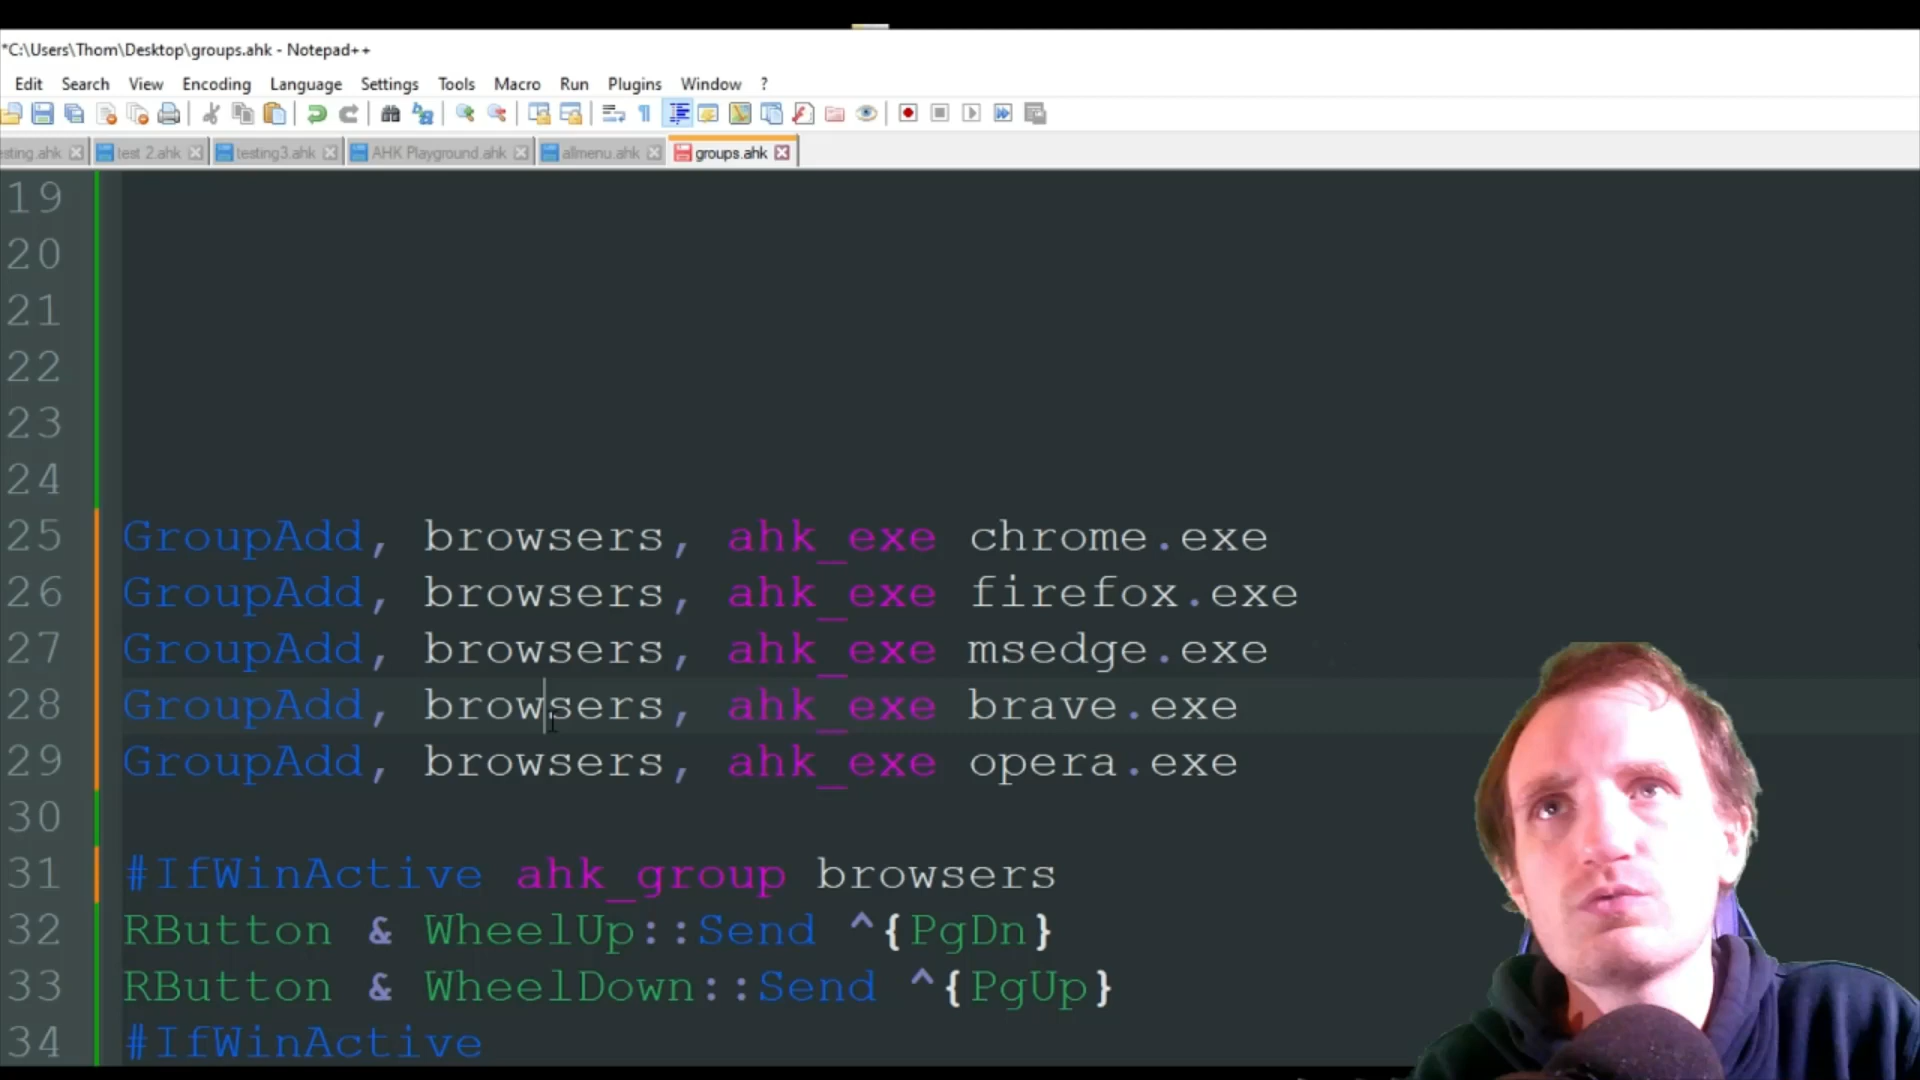 *C:\Users\Thom\Desktop\groups.ahk - Notepad++
Edit Search View Encoding Language Settings Tools Macro Run Plugins Window ?
esting.ahk test 2.ahk testing3.ahk AHK Playground.ahk allmenu.ahk groups.ahk
19
20
21
22
23
24
25 GroupAdd, browsers, ahk_exe chrome.exe
26 GroupAdd, browsers, ahk_exe firefox.exe
27 GroupAdd, browsers, ahk_exe msedge.exe
28 GroupAdd, browsers, ahk_exe brave.exe
29 GroupAdd, browsers, ahk_exe opera.exe
30
31 #IfWinActive ahk_group browsers
32 RButton & WheelUp::Send ^{PgDn}
33 RButton & WheelDown::Send ^{PgUp}
34 #IfWinActive